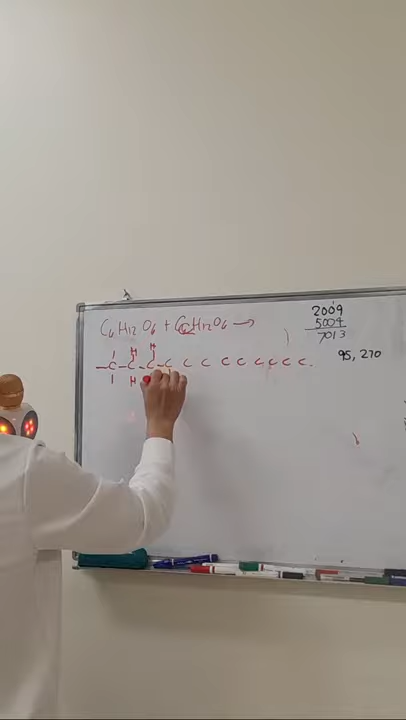 C6H12O6 + C6H12O6 →
2009
5004
7013
95, 270
H H
— C — C — C — C C C C C C C C C
H